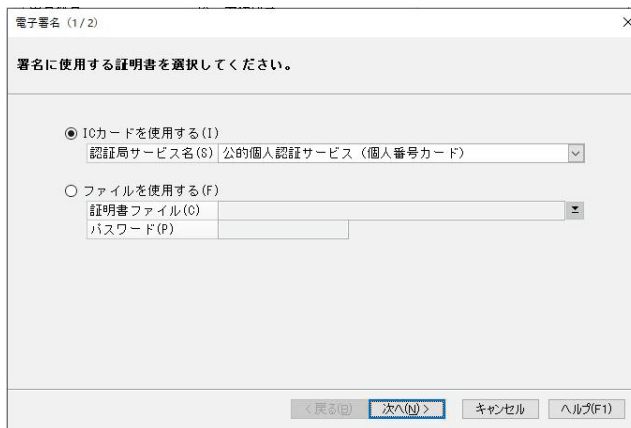 電子署名 (1/2)
署名に使用する証明書を選択してください。
ICカードを使用する(I)
認証局サービス名(S) 公的個人認証サービス (個人番号カード)
ファイルを使用する(F)
証明書ファイル(C)
パスワード(P)
< 戻る(B) 次へ(N) > キャンセル ヘルプ(F1)